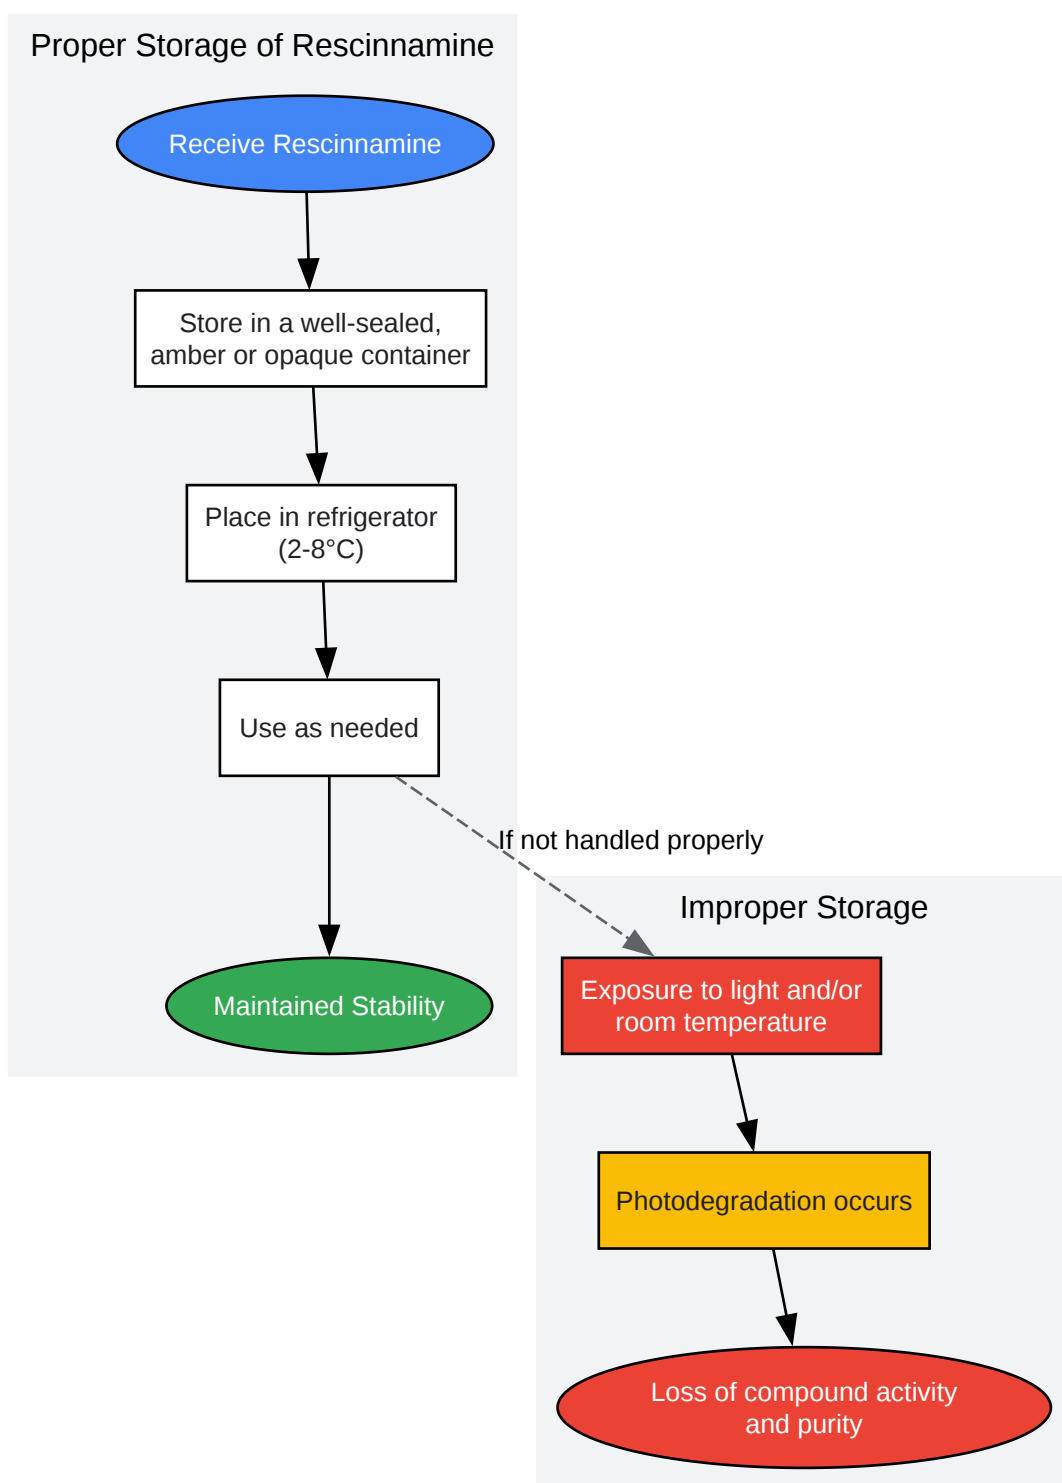 Proper Storage of Rescinnamine
Receive Rescinnamine
Store in a well-sealed,
amber or opaque container
Place in refrigerator
(2-8°C)
Use as needed
If not handled properly
Maintained Stability
Improper Storage
Exposure to light and/or
room temperature
Photodegradation occurs
Loss of compound activity
and purity